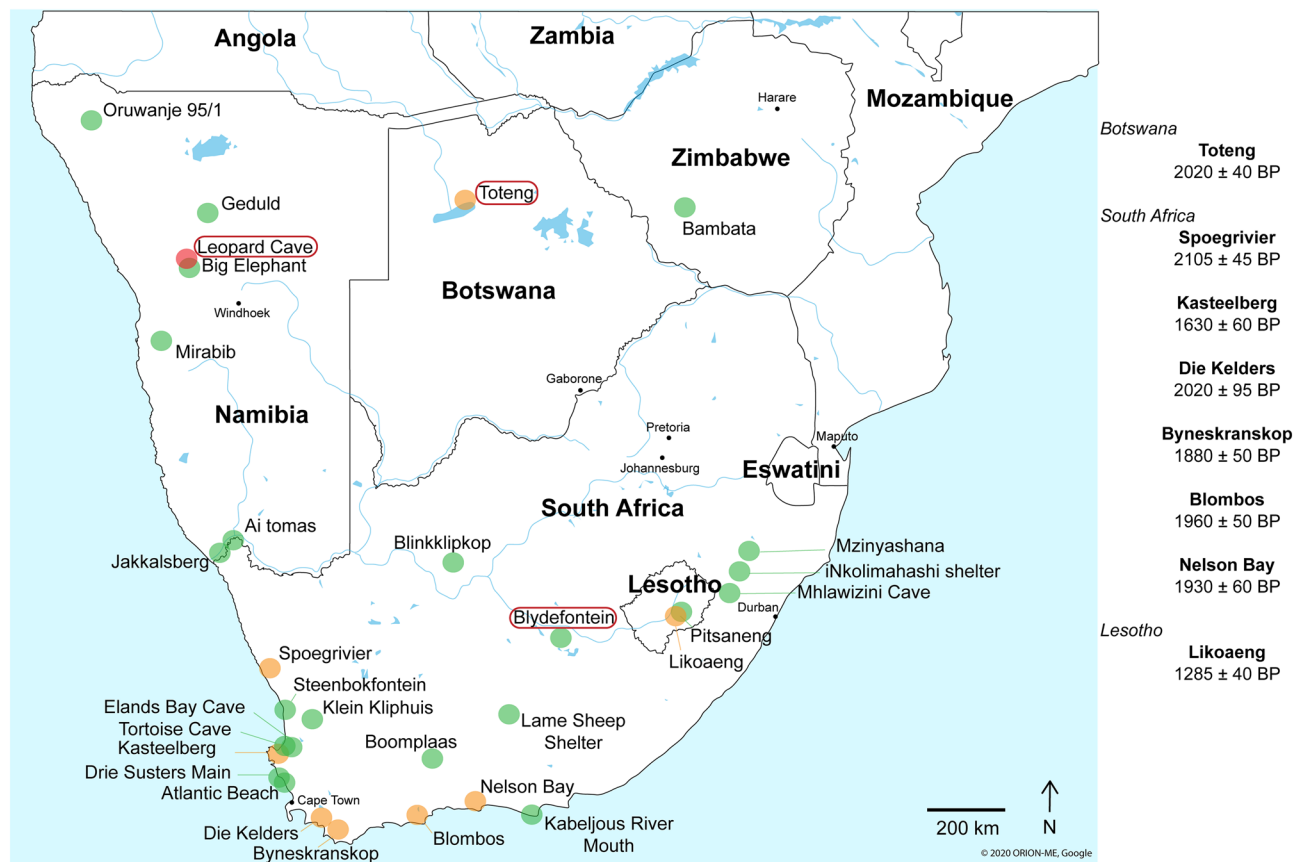 Angola
Zambia
Harare
Mozambique
Oruwanje 95/1
Zimbabwe
Toteng
Geduld
Bambata
Leopard Cave
Big Elephant
Botswana
Windhoek
Mirabib
Gaborone
Namibia
Pretoria
Maputo
Johannesburg
Eswatini
South Africa
Ai tomas
Blinkklipkop
Jakkalsberg
Mzinyashana
iNkolimahashi shelter
Lesotho
Mhlawizini Cave
Durban
Blydefontein
Pitsaneng
Likoaeng
Spoegrivier
Steenbokfontein
Elands Bay Cave
Klein Kliphuis
Tortoise Cave
Lame Sheep
Shelter
Boomplaas
Kasteelberg
Drie Susters Main
Atlantic Beach
Nelson Bay
Cape Town
Die Kelders
Blombos
Kabeljous River
Mouth
Byneskranskop
200 km
N
© 2020 ORION-ME, Google
Botswana
Toteng
2020 ± 40 BP
South Africa
Spoegrivier
2105 ± 45 BP
Kasteelberg
1630 ± 60 BP
Die Kelders
2020 ± 95 BP
Byneskranskop
1880 ± 50 BP
Blombos
1960 ± 50 BP
Nelson Bay
1930 ± 60 BP
Lesotho
Likoaeng
1285 ± 40 BP